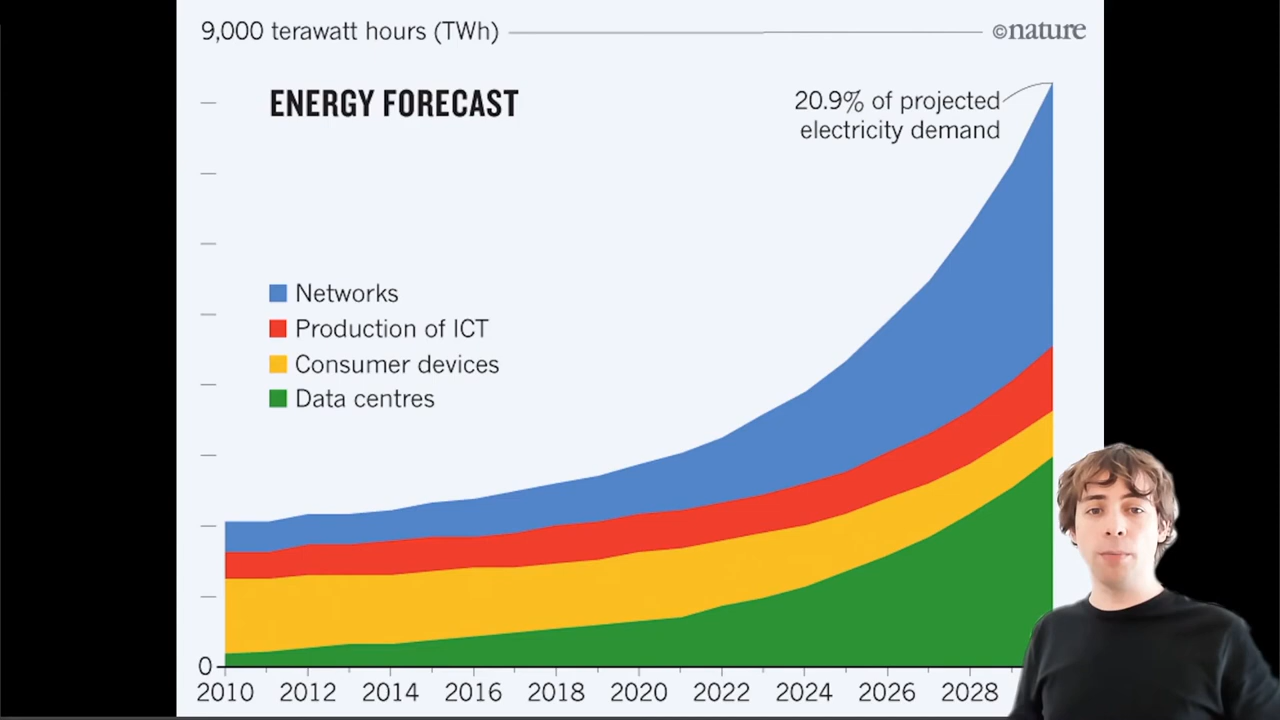 9,000 terawatt hours (TWh)
©nature
ENERGY FORECAST
20.9% of projected
electricity demand
Networks
Production of ICT
Consumer devices
Data centres
0
2010 2012 2014 2016 2018 2020 2022 2024 2026 2028